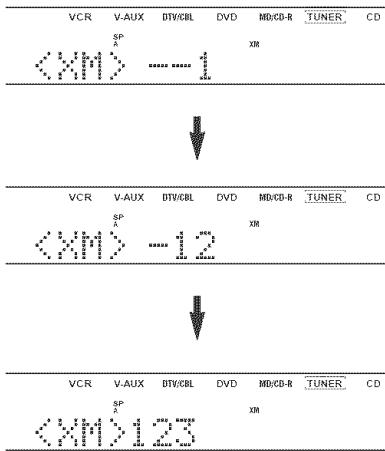 VCR V-AUX DTV/CBL DVD MD/CD-R TUNER CD
SP
A XM
<XM> ---1
VCR V-AUX DTV/CBL DVD MD/CD-R TUNER CD
SP
A XM
<XM> -12
VCR V-AUX DTV/CBL DVD MD/CD-R TUNER CD
SP
A XM
<XM>123